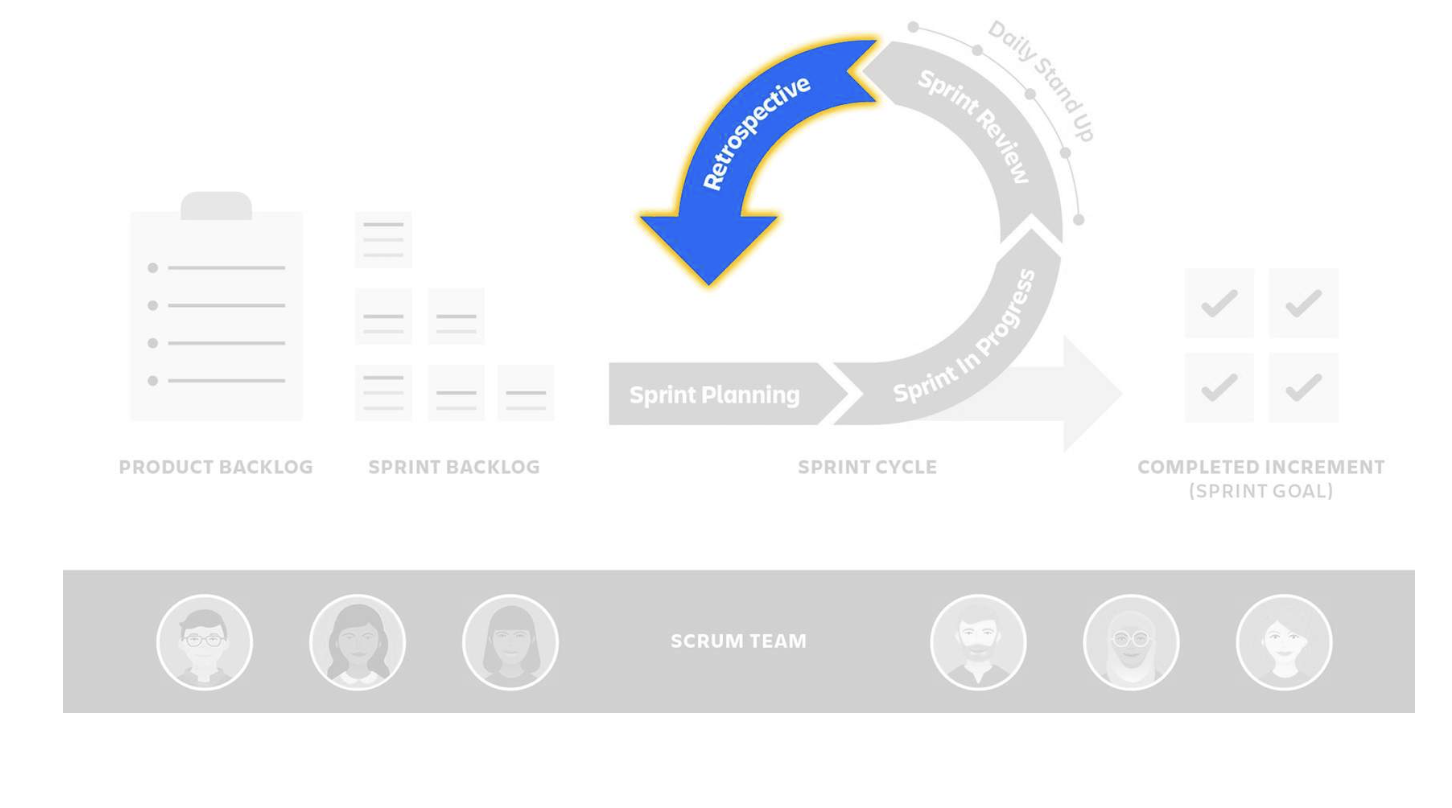 Daily Stand Up
Retrospective
Sprint Review
Sprint In Progress
Sprint Planning
PRODUCT BACKLOG
SPRINT BACKLOG
SPRINT CYCLE
COMPLETED INCREMENT
(SPRINT GOAL)
SCRUM TEAM